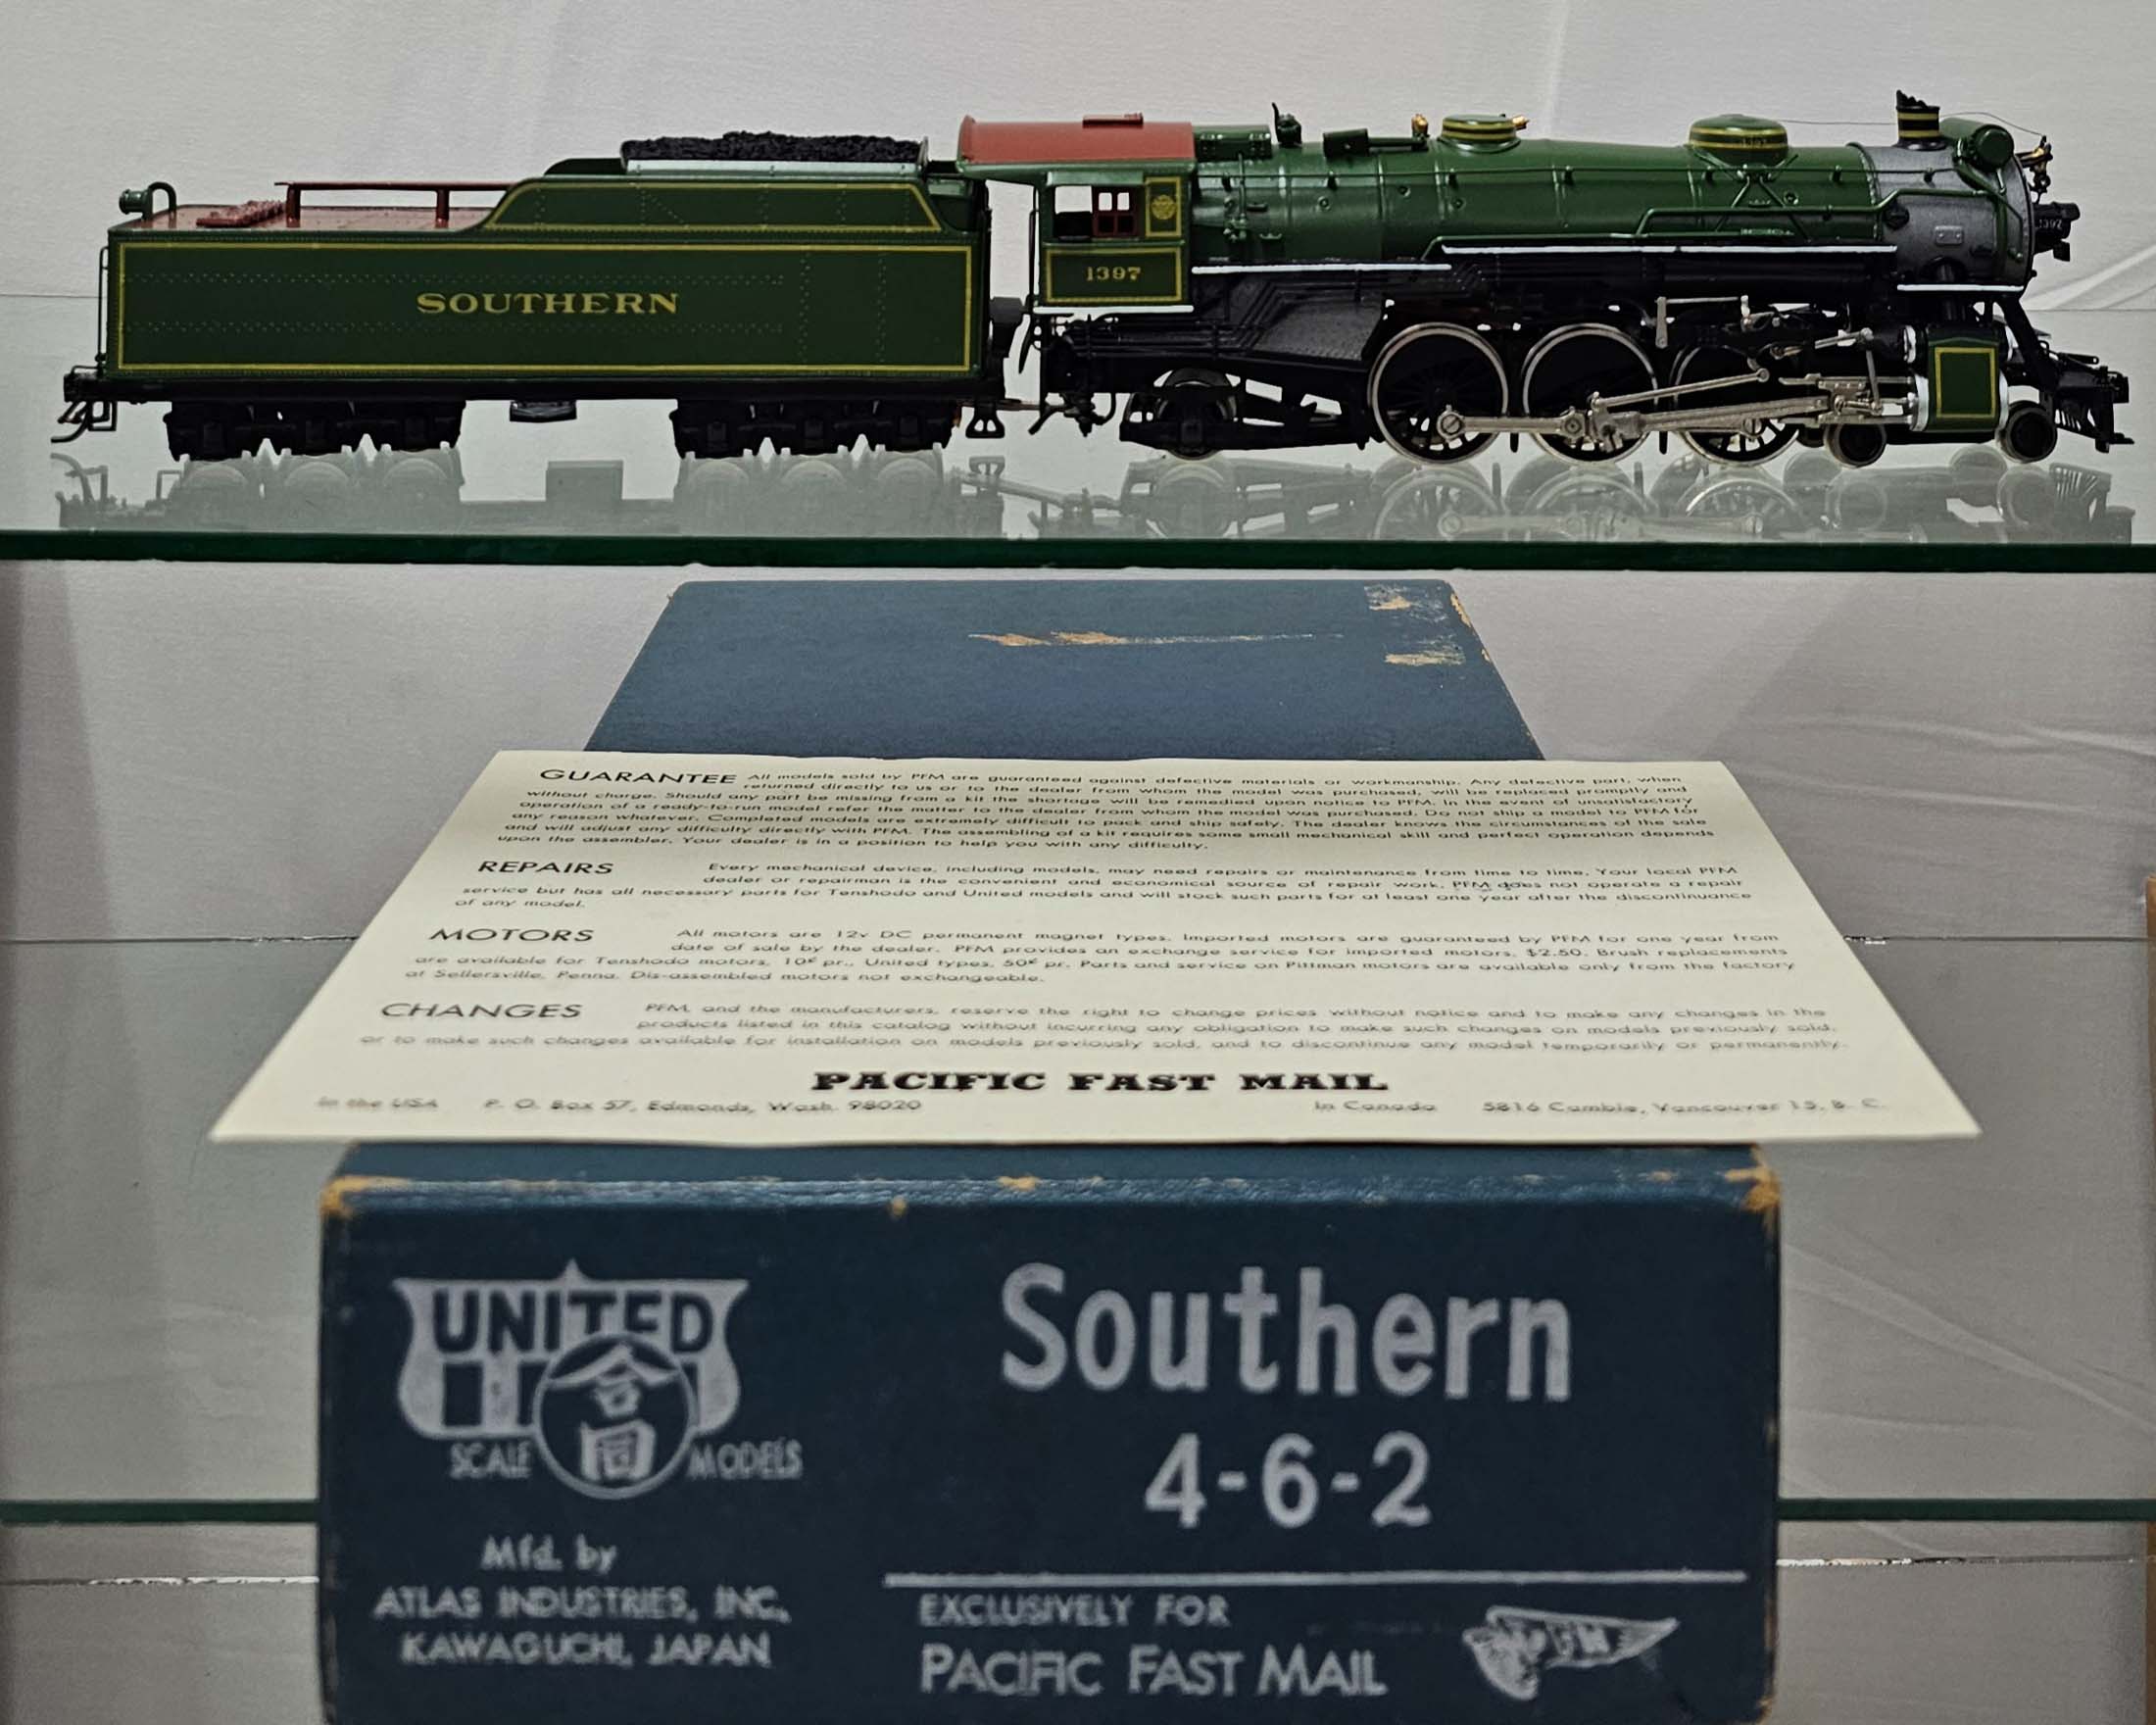 SOUTHERN
1397
1397
GUARANTEE All models sold by PFM are guaranteed against defective materials or workmanship. Any defective part, when
returned directly to us or to the dealer from whom the model was purchased, will be replaced promptly and
without charge. Should any part be missing from a kit the shortage will be remedied upon notice to PFM. In the event of unsatisfactory
operation of a ready-to-run model refer the matter to the dealer from whom the model was purchased. Do not ship a model to PFM for
any reason whatever. Completed models are extremely difficult to pack and ship safely. The dealer knows the circumstances of the sale
and will adjust any difficulty directly with PFM. The assembling of a kit requires some small mechanical skill and perfect operation depends
upon the assembler. Your dealer is in a position to help you with any difficulty.
REPAIRS Every mechanical device, including models, may need repairs or maintenance from time to time. Your local PFM
dealer or repairman is the convenient and economical source of repair work. PFM does not operate a repair
service but has all necessary parts for Tenshodo and United models and will stock such parts for at least one year after the discontinuance
of any model.
MOTORS All motors are 12v DC permanent magnet types. Imported motors are guaranteed by PFM for one year from
date of sale by the dealer. PFM provides an exchange service for imported motors, $2.50. Brush replacements
are available for Tenshodo motors, 10¢ pr., United types, 50¢ pr. Parts and service on Pittman motors are available only from the factory
at Sellersville, Penna. Dis-assembled motors not exchangeable.
CHANGES PFM, and the manufacturers, reserve the right to change prices without notice and to make any changes in the
products listed in this catalog without incurring any obligation to make such changes on models previously sold,
or to make such changes available for installation on models previously sold, and to discontinue any model temporarily or permanently.
PACIFIC FAST MAIL
in the USA P. O. Box 57, Edmonds, Wash. 98020 In Canada 5816 Cambie, Vancouver 15, B. C.
UNITED
合同
SCALE MODELS
Mfd. by
ATLAS INDUSTRIES, INC.
KAWAGUCHI, JAPAN
Southern
4-6-2
EXCLUSIVELY FOR
PACIFIC FAST MAIL
PFM